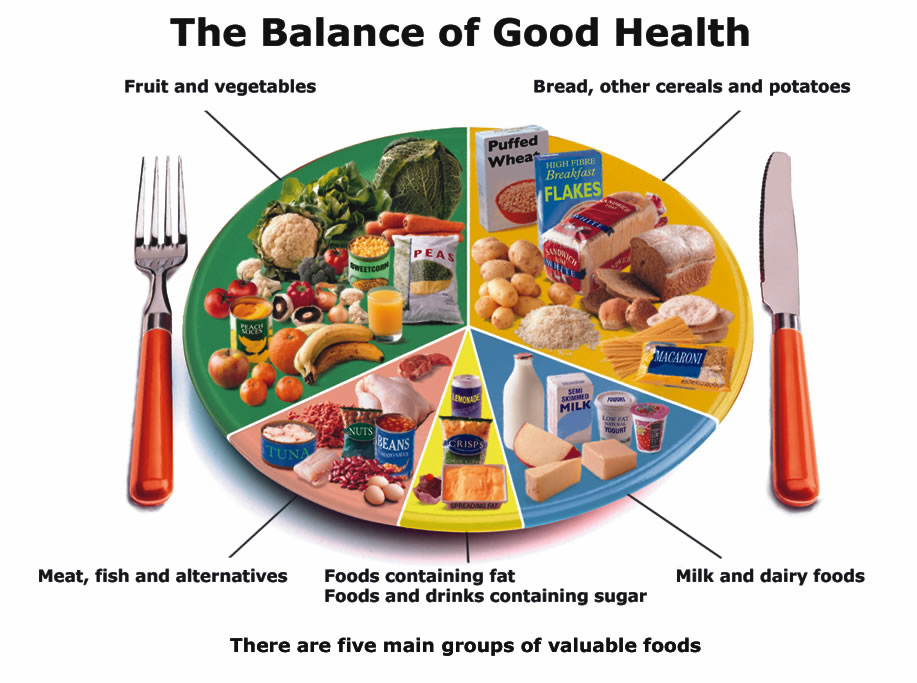 The Balance of Good Health
Fruit and vegetables
Bread, other cereals and potatoes
Puffed
Wheat
HIGH FIBRE
Breakfast
FLAKES
SANDWICH
WHITE
SANDWICH
WHITE
PEAS
SWEETCORN
PEACH
SLICES
MACARONI
LEMONADE
SEMI
SKIMMED
MILK
LOW FAT
NATURAL
YOGURT
NUTS
BEANS
TUNA
CRISPS
SPREADING FAT
Meat, fish and alternatives
Foods containing fat
Foods and drinks containing sugar
Milk and dairy foods
There are five main groups of valuable foods